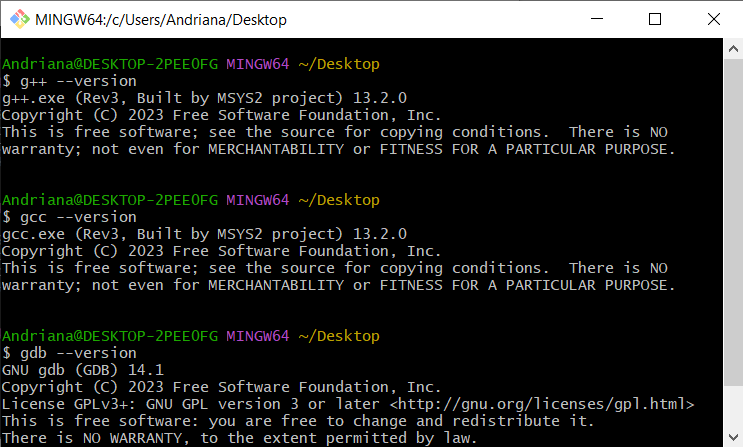 MINGW64:/c/Users/Andriana/Desktop
Andriana@DESKTOP-2PEE0FG MINGW64 ~/Desktop
$ g++ --version
g++.exe (Rev3, Built by MSYS2 project) 13.2.0
Copyright (C) 2023 Free Software Foundation, Inc.
This is free software; see the source for copying conditions.  There is NO
warranty; not even for MERCHANTABILITY or FITNESS FOR A PARTICULAR PURPOSE.
Andriana@DESKTOP-2PEE0FG MINGW64 ~/Desktop
$ gcc --version
gcc.exe (Rev3, Built by MSYS2 project) 13.2.0
Copyright (C) 2023 Free Software Foundation, Inc.
This is free software; see the source for copying conditions.  There is NO
warranty; not even for MERCHANTABILITY or FITNESS FOR A PARTICULAR PURPOSE.
Andriana@DESKTOP-2PEE0FG MINGW64 ~/Desktop
$ gdb --version
GNU gdb (GDB) 14.1
Copyright (C) 2023 Free Software Foundation, Inc.
License GPLv3+: GNU GPL version 3 or later <http://gnu.org/licenses/gpl.html>
This is free software: you are free to change and redistribute it.
There is NO WARRANTY, to the extent permitted by law.